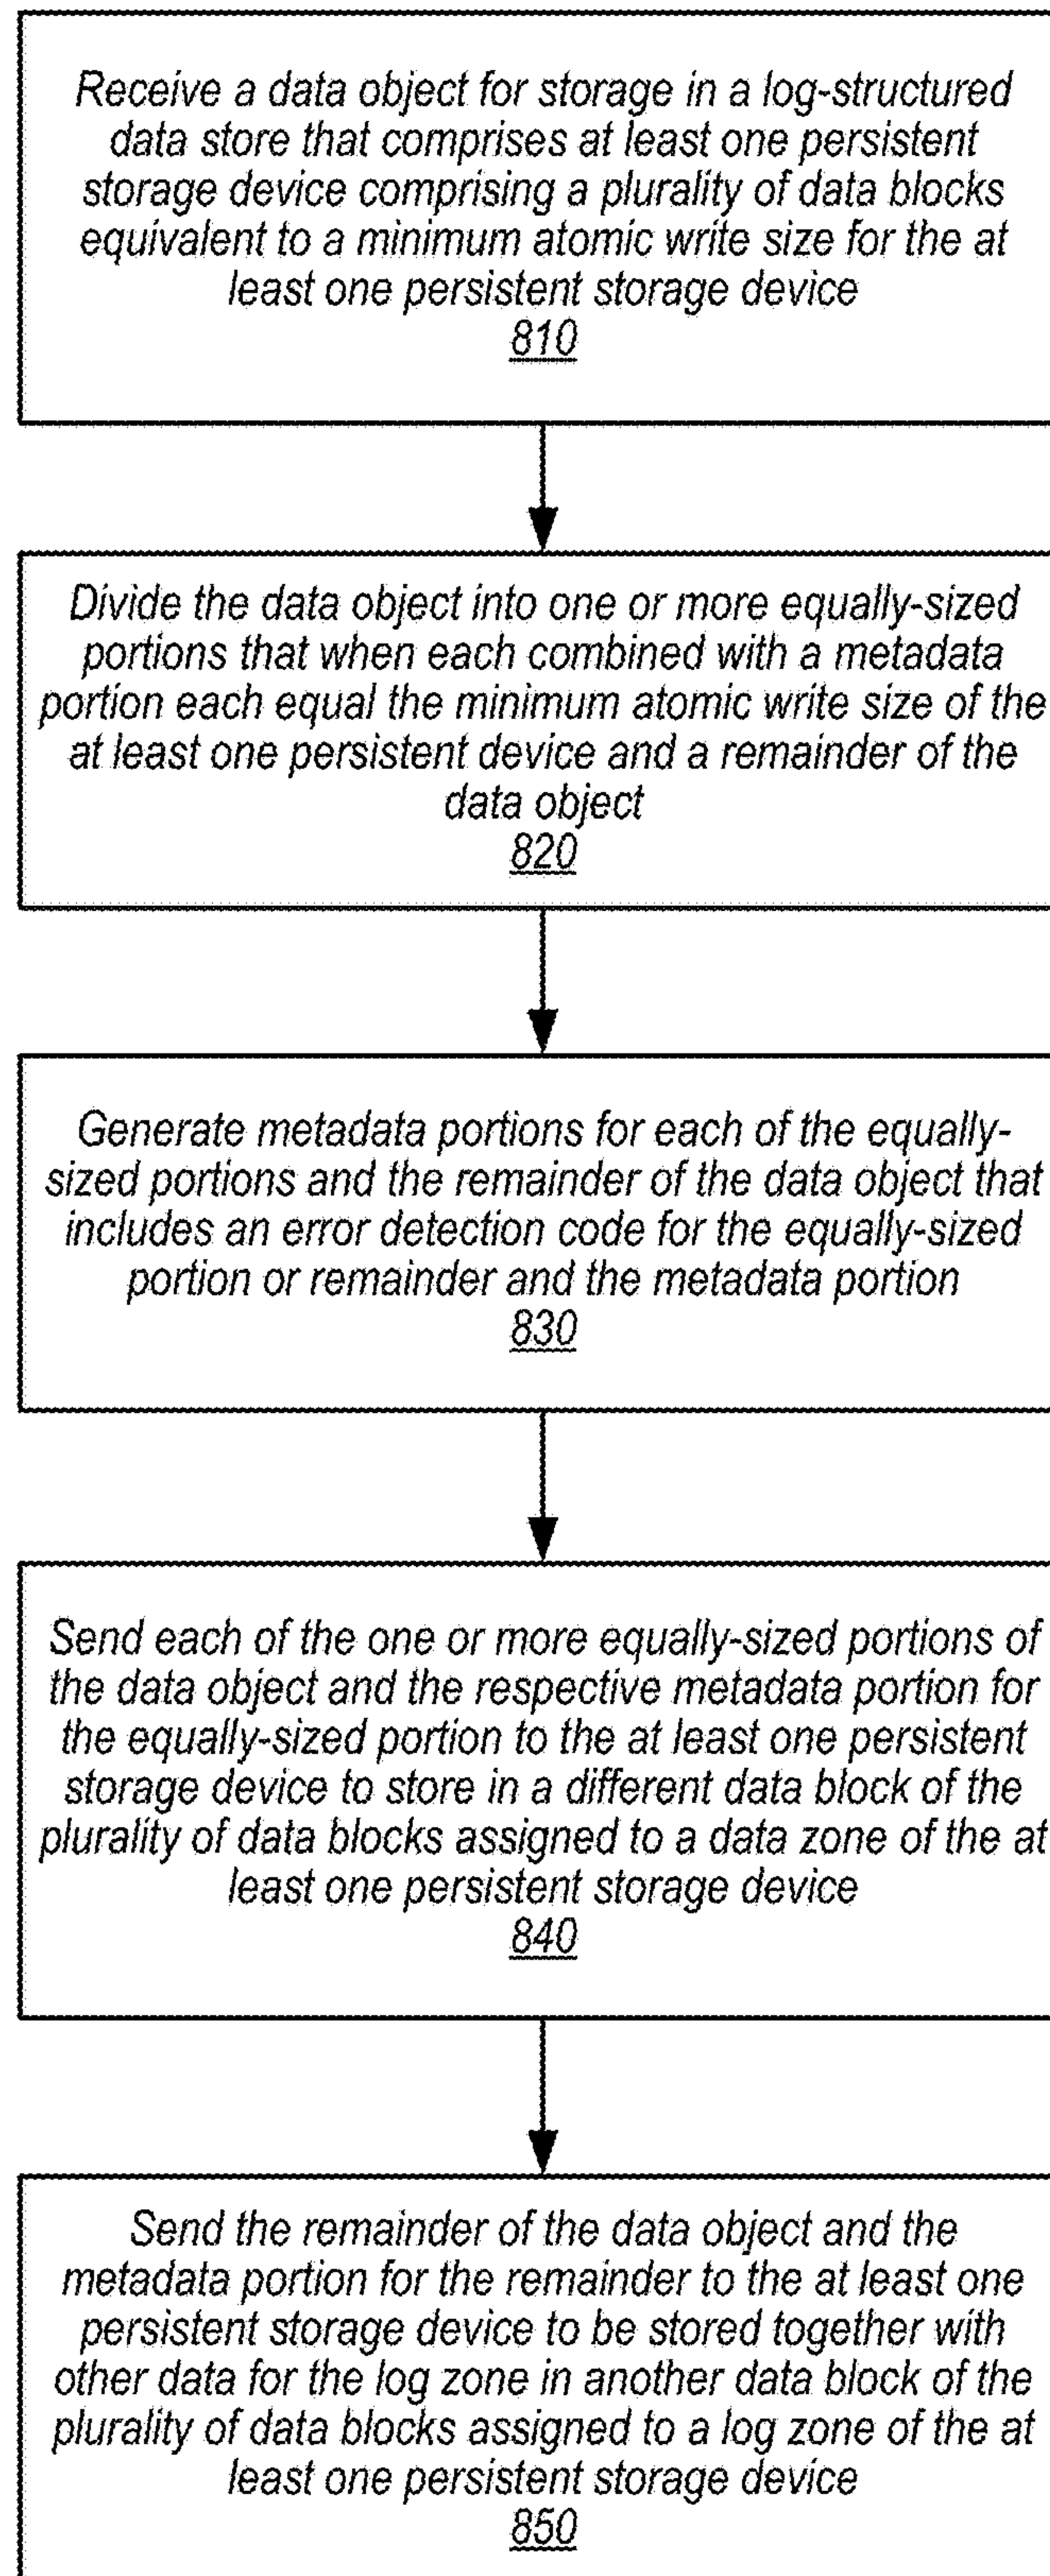 Receive a data object for storage in a log-structured
data store that comprises at least one persistent
storage device comprising a plurality of data blocks
equivalent to a minimum atomic write size for the at
least one persistent storage device
810
Divide the data object into one or more equally-sized
portions that when each combined with a metadata
portion each equal the minimum atomic write size of the
at least one persistent device and a remainder of the
data object
820
Generate metadata portions for each of the equally-
sized portions and the remainder of the data object that
includes an error detection code for the equally-sized
portion or remainder and the metadata portion
830
Send each of the one or more equally-sized portions of
the data object and the respective metadata portion for
the equally-sized portion to the at least one persistent
storage device to store in a different data block of the
plurality of data blocks assigned to a data zone of the at
least one persistent storage device
840
Send the remainder of the data object and the
metadata portion for the remainder to the at least one
persistent storage device to be stored together with
other data for the log zone in another data block of the
plurality of data blocks assigned to a log zone of the at
least one persistent storage device
850